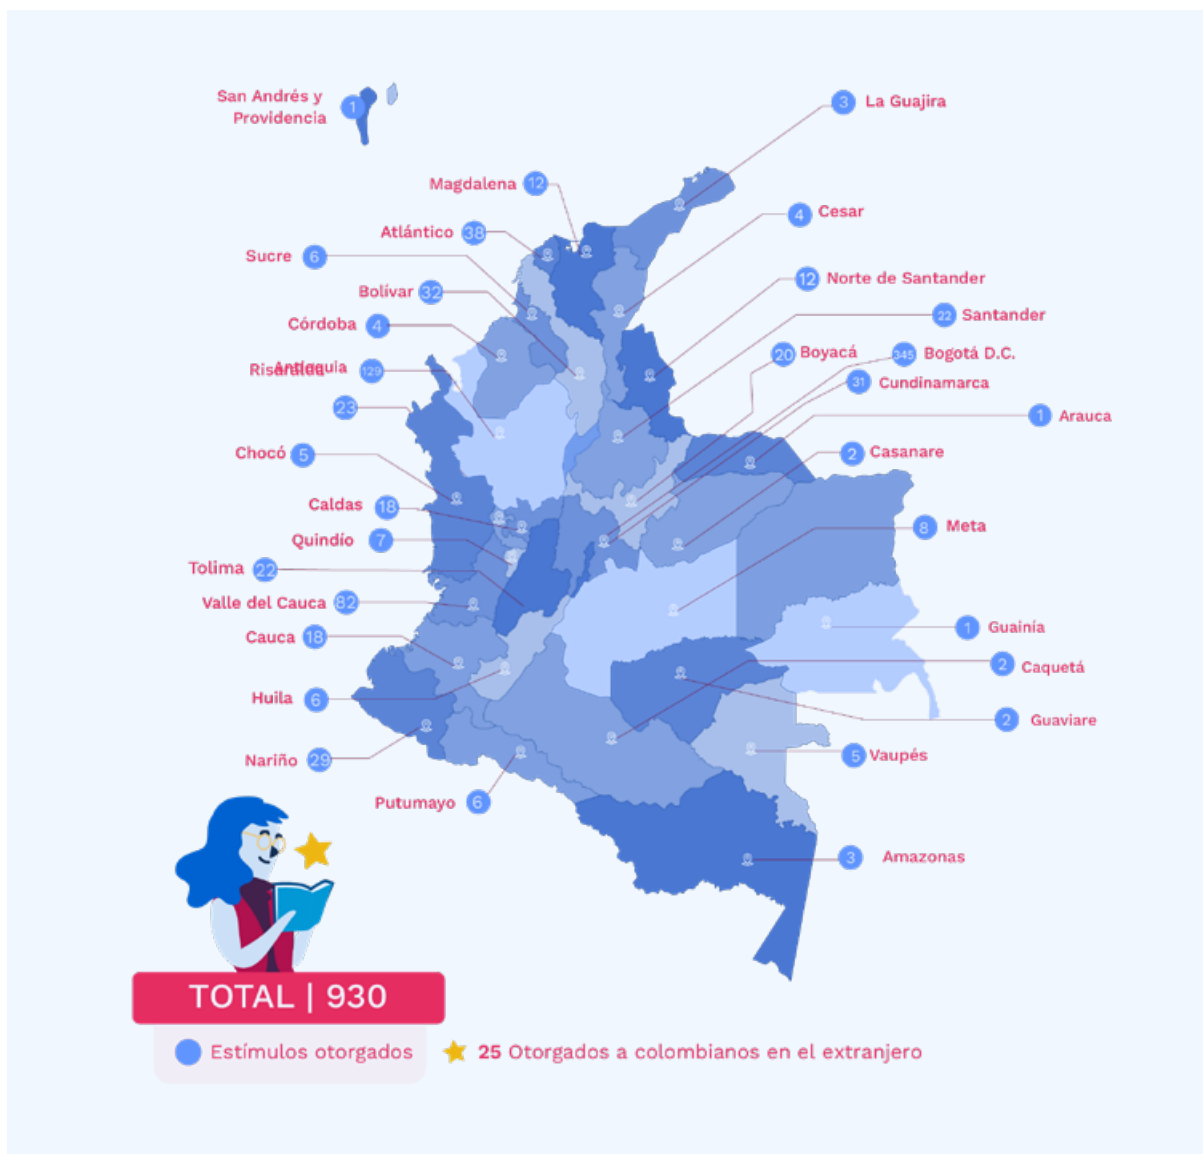 San Andrés y
Providencia
1
3 La Guajira
Magdalena 12
4 Cesar
Atlántico 38
Sucre 6
12 Norte de Santander
Bolívar 32
22 Santander
Córdoba 4
20 Boyacá
345 Bogotá D.C.
Risaralda
Antioquia 129
31 Cundinamarca
23
1 Arauca
Chocó 5
2 Casanare
Caldas 18
8 Meta
Quindío 7
Tolima 22
Valle del Cauca 82
1 Guainía
Cauca 18
2 Caquetá
Huila 6
2 Guaviare
Nariño 29
5 Vaupés
Putumayo 6
3 Amazonas
TOTAL | 930
Estímulos otorgados
25 Otorgados a colombianos en el extranjero